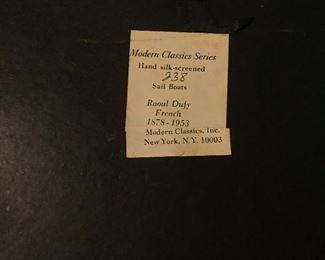 Modern Classics Series
Hand silk-screened
238
Sail Boats
Raoul Dufy
French
1878 - 1953
Modern Classics, Inc.
New York, N.Y. 10003